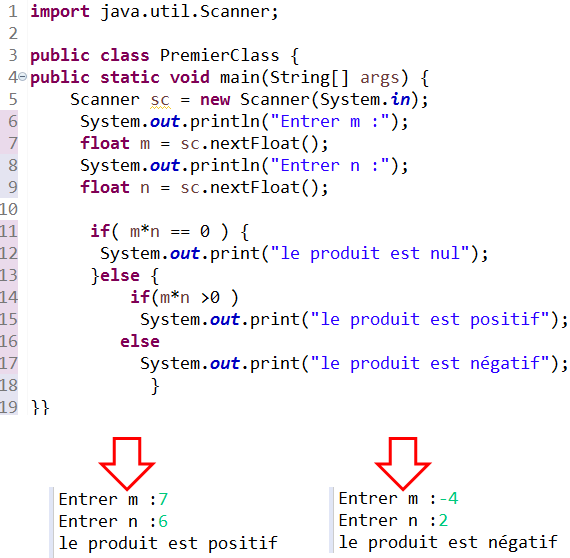 1 import java.util.Scanner;
2
3 public class PremierClass {
4 public static void main(String[] args) {
5 Scanner sc = new Scanner(System.in);
6 System.out.println("Entrer m :");
7 float m = sc.nextFloat();
8 System.out.println("Entrer n :");
9 float n = sc.nextFloat();
10
11 if( m*n == 0 ) {
12 System.out.print("le produit est nul");
13 }else {
14 if(m*n >0 )
15 System.out.print("le produit est positif");
16 else
17 System.out.print("le produit est négatif");
18 }
19 }}
Entrer m :7
Entrer n :6
le produit est positif
Entrer m :-4
Entrer n :2
le produit est négatif